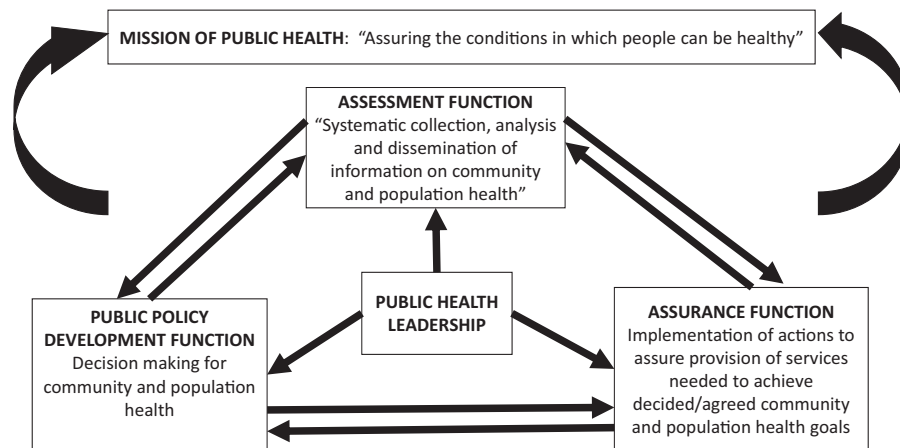 MISSION OF PUBLIC HEALTH: “Assuring the conditions in which people can be healthy”
ASSESSMENT FUNCTION
“Systematic collection, analysis
and dissemination of
information on community
and population health”
PUBLIC HEALTH
LEADERSHIP
PUBLIC POLICY
DEVELOPMENT FUNCTION
Decision making for
community and population
health
ASSURANCE FUNCTION
Implementation of actions to
assure provision of services
needed to achieve
decided/agreed community
and population health goals